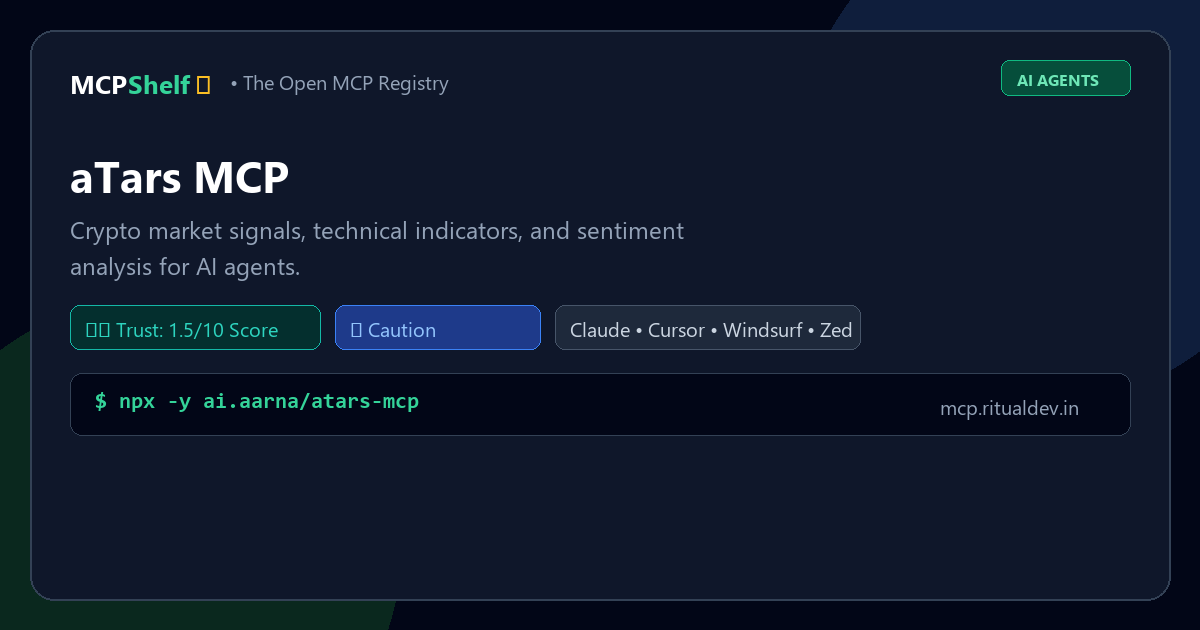 MCPShelf • The Open MCP Registry
AI AGENTS
aTars MCP
Crypto market signals, technical indicators, and sentiment
analysis for AI agents.
Trust: 1.5/10 Score
Caution
Claude • Cursor • Windsurf • Zed
$ npx -y ai.aarna/atars-mcp
mcp.ritualdev.in